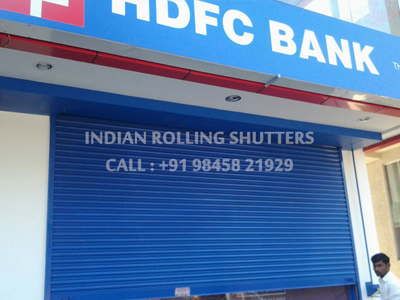 HDFC BANK
INDIAN ROLLING SHUTTERS
CALL : +91 98458 21929